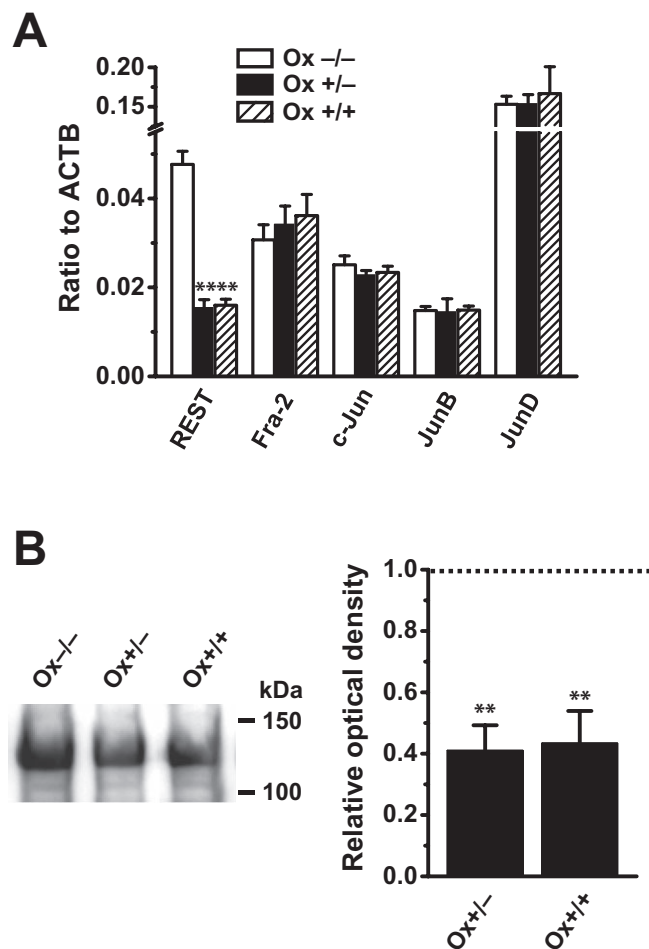 A
Ox –/–
Ox +/–
Ox +/+
Ratio to ACTB
0.20
0.15
0.04
0.02
0.00
****
REST
Fra-2
c-Jun
JunB
JunD
B
Ox–/–
Ox+/–
Ox+/+
kDa
150
100
Relative optical density
1.0
0.8
0.6
0.4
0.2
0.0
**
**
Ox+/–
Ox+/+